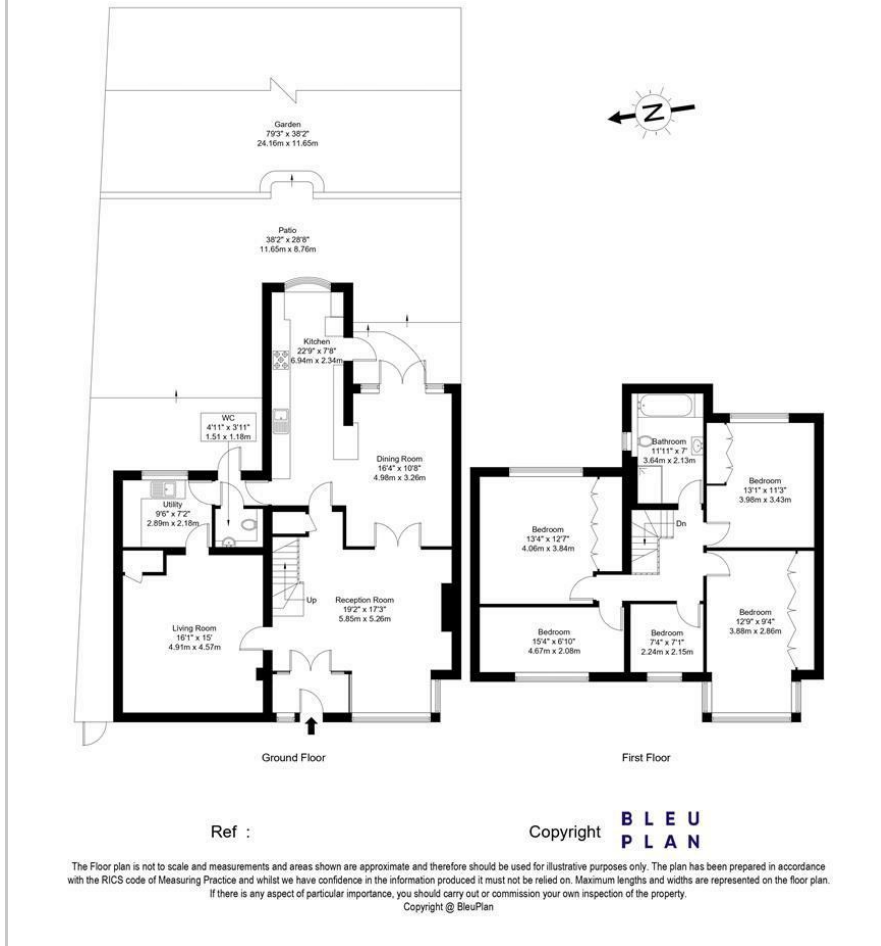 Garden
79'3" x 38'2"
24.16m x 11.65m
N
Patio
38'2" x 28'8"
11.65m x 8.76m
Kitchen
22'9" x 7'8"
6.94m x 2.34m
WC
4'11" x 3'11"
1.51 x 1.18m
Dining Room
16'4" x 10'8"
4.98m x 3.26m
Utility
9'6" x 7'2"
2.89m x 2.18m
Up
Reception Room
19'2" x 17'3"
5.85m x 5.26m
Living Room
16'1" x 15'
4.91m x 4.57m
Ground Floor
Bathroom
11'11" x 7'
3.64m x 2.13m
Bedroom
13'1" x 11'3"
3.98m x 3.43m
Dn
Bedroom
13'4" x 12'7"
4.06m x 3.84m
Bedroom
15'4" x 6'10"
4.67m x 2.08m
Bedroom
7'4" x 7'1"
2.24m x 2.15m
Bedroom
12'9" x 9'4"
3.88m x 2.86m
First Floor
Ref :
Copyright
BLEU
PLAN
The Floor plan is not to scale and measurements and areas shown are approximate and therefore should be used for illustrative purposes only. The plan has been prepared in accordance
with the RICS code of Measuring Practice and whilst we have confidence in the information produced it must not be relied on. Maximum lengths and widths are represented on the floor plan.
If there is any aspect of particular importance, you should carry out or commission your own inspection of the property.
Copyright @ BleuPlan